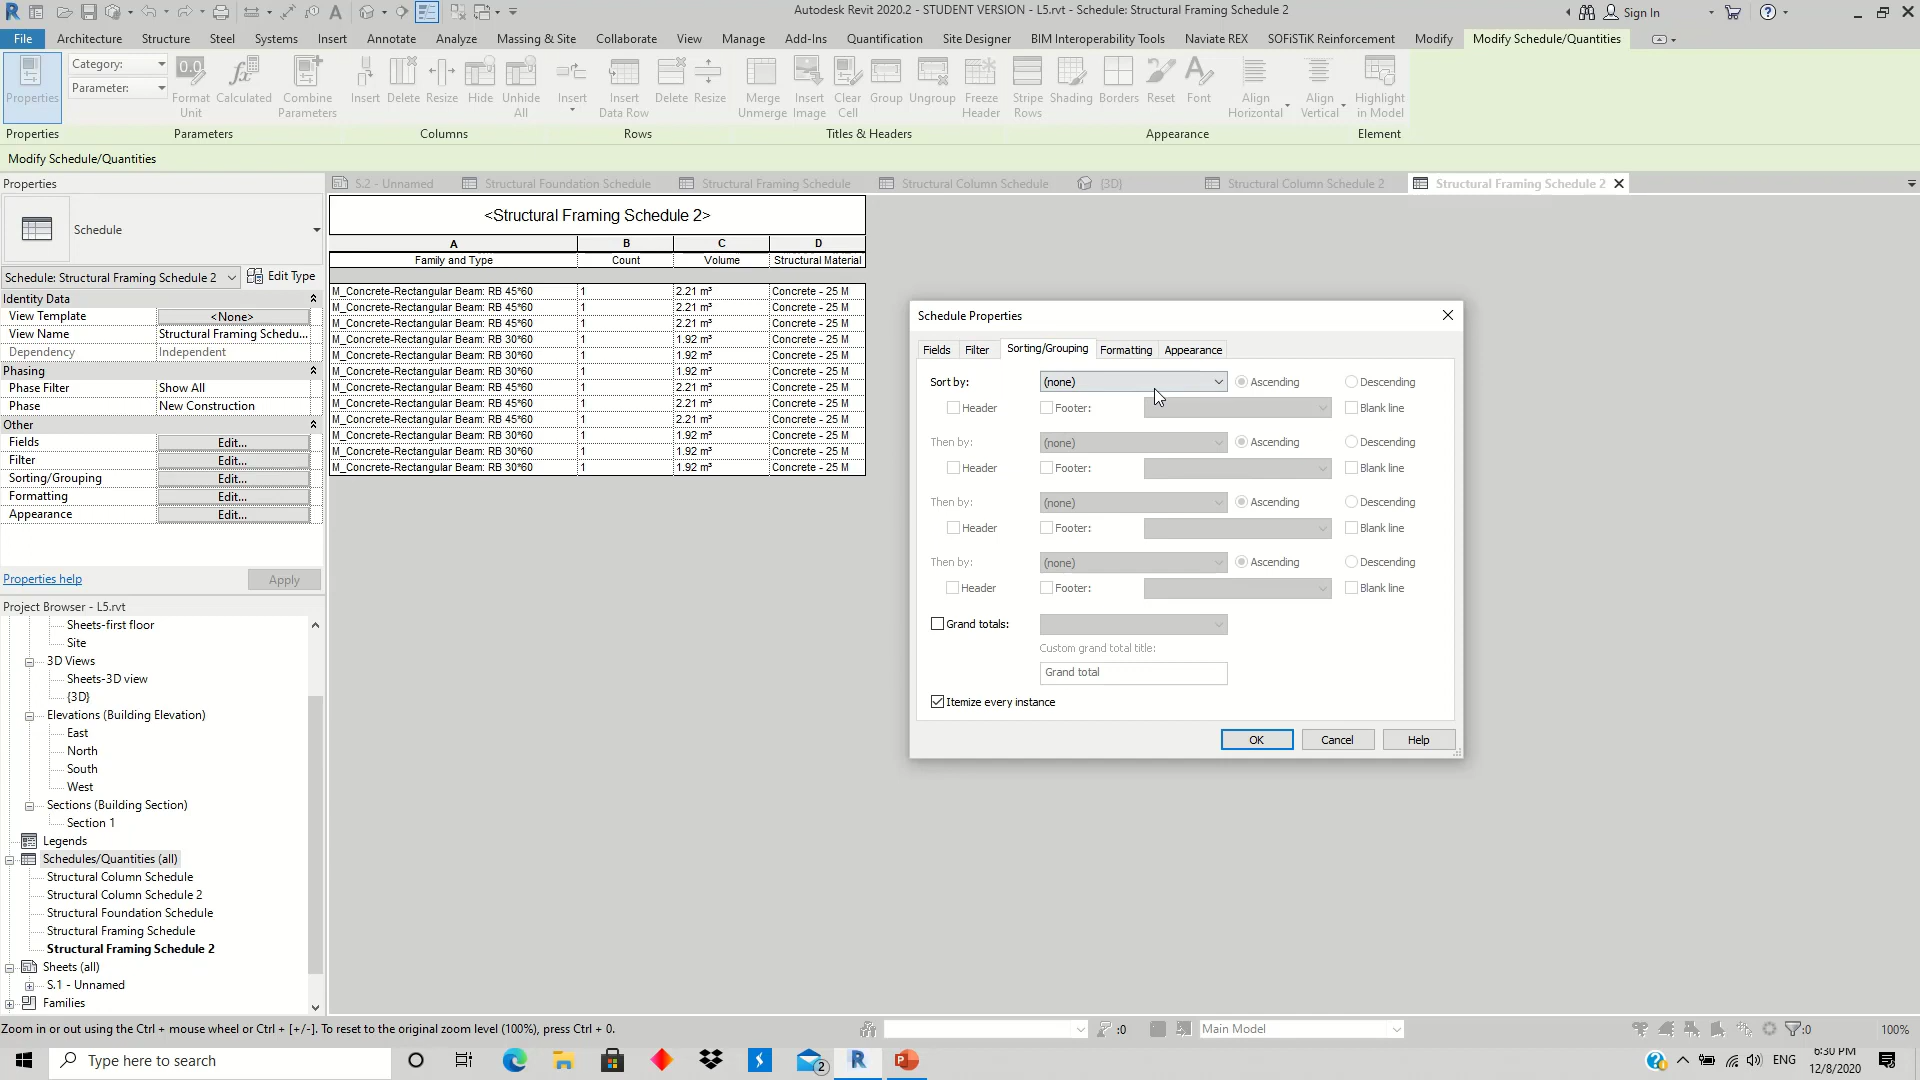 Autodesk Revit 2020.2 - STUDENT VERSION - L5.rvt - Schedule: Structural Framing Schedule 2
Sign In
File Architecture Structure Steel Systems Insert Annotate Analyze Massing & Site Collaborate View Manage Add-Ins Quantification Site Designer BIM Interoperability Tools Naviate REX SOFiSTiK Reinforcement Modify Modify Schedule/Quantities
Properties
Category:
Parameter:
Format Unit
Calculated
Combine Parameters
Insert Delete Resize Hide Unhide All
Insert
Insert Data Row
Delete Resize
Merge Unmerge
Insert Image
Clear Cell
Group Ungroup
Freeze Header
Stripe Rows
Shading Borders Reset Font
Align Horizontal
Align Vertical
Highlight in Model
Properties Parameters Columns Rows Titles & Headers Appearance Element
Modify Schedule/Quantities
Properties
S.2 - Unnamed Structural Foundation Schedule Structural Framing Schedule Structural Column Schedule {3D} Structural Column Schedule 2 Structural Framing Schedule 2
Schedule
Schedule: Structural Framing Schedule 2 Edit Type
Identity Data
View Template <None>
View Name Structural Framing Schedu...
Dependency Independent
Phasing
Phase Filter Show All
Phase New Construction
Other
Fields Edit...
Filter Edit...
Sorting/Grouping Edit...
Formatting Edit...
Appearance Edit...
Properties help Apply
<Structural Framing Schedule 2>
A B C D
Family and Type Count Volume Structural Material
M_Concrete-Rectangular Beam: RB 45*60 1 2.21 m³ Concrete - 25 M
M_Concrete-Rectangular Beam: RB 45*60 1 2.21 m³ Concrete - 25 M
M_Concrete-Rectangular Beam: RB 45*60 1 2.21 m³ Concrete - 25 M
M_Concrete-Rectangular Beam: RB 30*60 1 1.92 m³ Concrete - 25 M
M_Concrete-Rectangular Beam: RB 30*60 1 1.92 m³ Concrete - 25 M
M_Concrete-Rectangular Beam: RB 30*60 1 1.92 m³ Concrete - 25 M
M_Concrete-Rectangular Beam: RB 45*60 1 2.21 m³ Concrete - 25 M
M_Concrete-Rectangular Beam: RB 45*60 1 2.21 m³ Concrete - 25 M
M_Concrete-Rectangular Beam: RB 45*60 1 2.21 m³ Concrete - 25 M
M_Concrete-Rectangular Beam: RB 30*60 1 1.92 m³ Concrete - 25 M
M_Concrete-Rectangular Beam: RB 30*60 1 1.92 m³ Concrete - 25 M
M_Concrete-Rectangular Beam: RB 30*60 1 1.92 m³ Concrete - 25 M
Schedule Properties
Fields Filter Sorting/Grouping Formatting Appearance
Sort by: (none) Ascending Descending
Header Footer: Blank line
Then by: (none) Ascending Descending
Header Footer: Blank line
Then by: (none) Ascending Descending
Header Footer: Blank line
Then by: (none) Ascending Descending
Header Footer: Blank line
Grand totals:
Custom grand total title:
Grand total
Itemize every instance
OK Cancel Help
Project Browser - L5.rvt
Sheets-first floor
Site
3D Views
Sheets-3D view
{3D}
Elevations (Building Elevation)
East
North
South
West
Sections (Building Section)
Section 1
Legends
Schedules/Quantities (all)
Structural Column Schedule
Structural Column Schedule 2
Structural Foundation Schedule
Structural Framing Schedule
Structural Framing Schedule 2
Sheets (all)
S.1 - Unnamed
Families
Zoom in or out using the Ctrl + mouse wheel or Ctrl + [+/-]. To reset to the original zoom level (100%), press Ctrl + 0.
:0 Main Model :0 100%
Type here to search
2
ENG
6:30 PM
12/8/2020